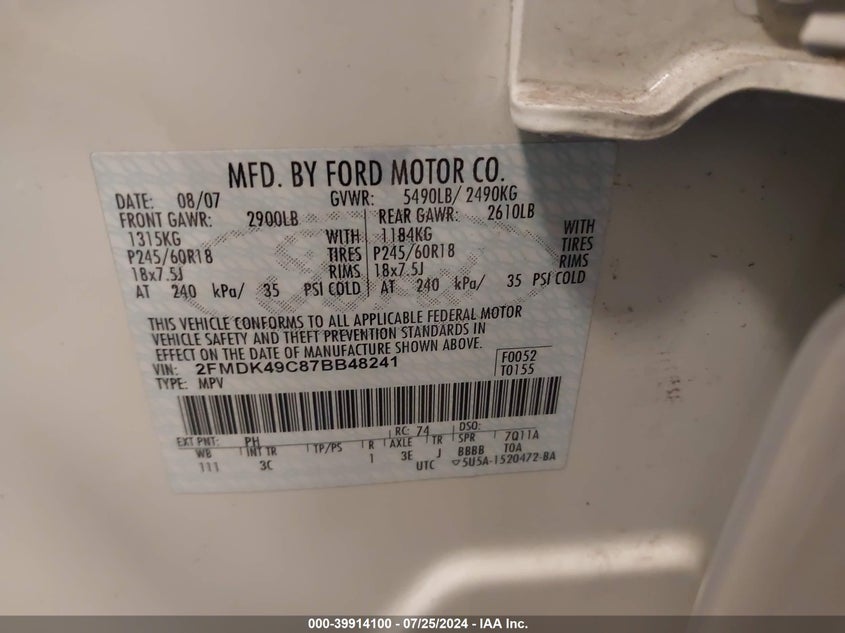 MFD. BY FORD MOTOR CO.
DATE: 08/07 GVWR: 5490LB/ 2490KG
FRONT GAWR: 2900LB REAR GAWR: 2610LB
1315KG WITH 1184KG WITH
P245/60R18 TIRES P245/60R18 TIRES
18x7.5J RIMS 18x7.5J RIMS
AT 240 kPa/ 35 PSI COLD AT 240 kPa/ 35 PSI COLD
THIS VEHICLE CONFORMS TO ALL APPLICABLE FEDERAL MOTOR
VEHICLE SAFETY AND THEFT PREVENTION STANDARDS IN
EFFECT ON THE DATE OF MANUFACTURE SHOWN ABOVE.
VIN: 2FMDK49C87BB48241 F0052
TYPE: MPV T0155
EXT PNT: PH RC: 74 DSO:
WB INT TR TP/PS R AXLE TR SPR 7Q11A
111 3C 1 3E J BBBB T0A
UTC 5U5A-1520472-BA
000-39914100 - 07/25/2024 - IAA Inc.